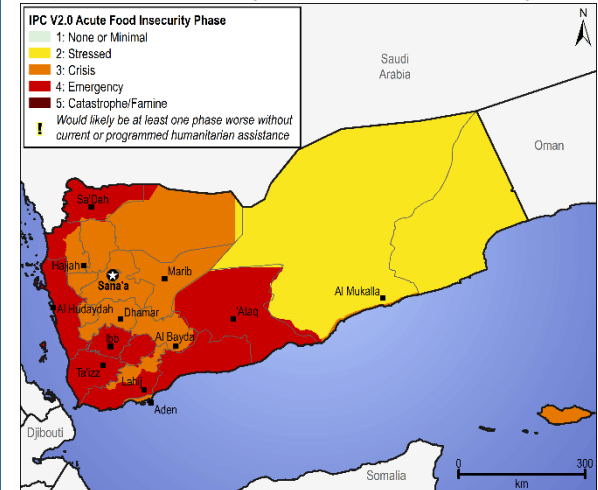 IPC V2.0 Acute Food Insecurity Phase
1: None or Minimal
2: Stressed
3: Crisis
4: Emergency
5: Catastrophe/Famine
! Would likely be at least one phase worse without
current or programmed humanitarian assistance
N
Saudi
Arabia
Oman
Sa'Dah
Hajjah
Sana'a
Marib
Al Mukalla
Al Hudaydah
Dhamar
Ataq
Ibb
Al Bayda
Ta'izz
Lahij
Aden
Djibouti
Somalia
0 300
km